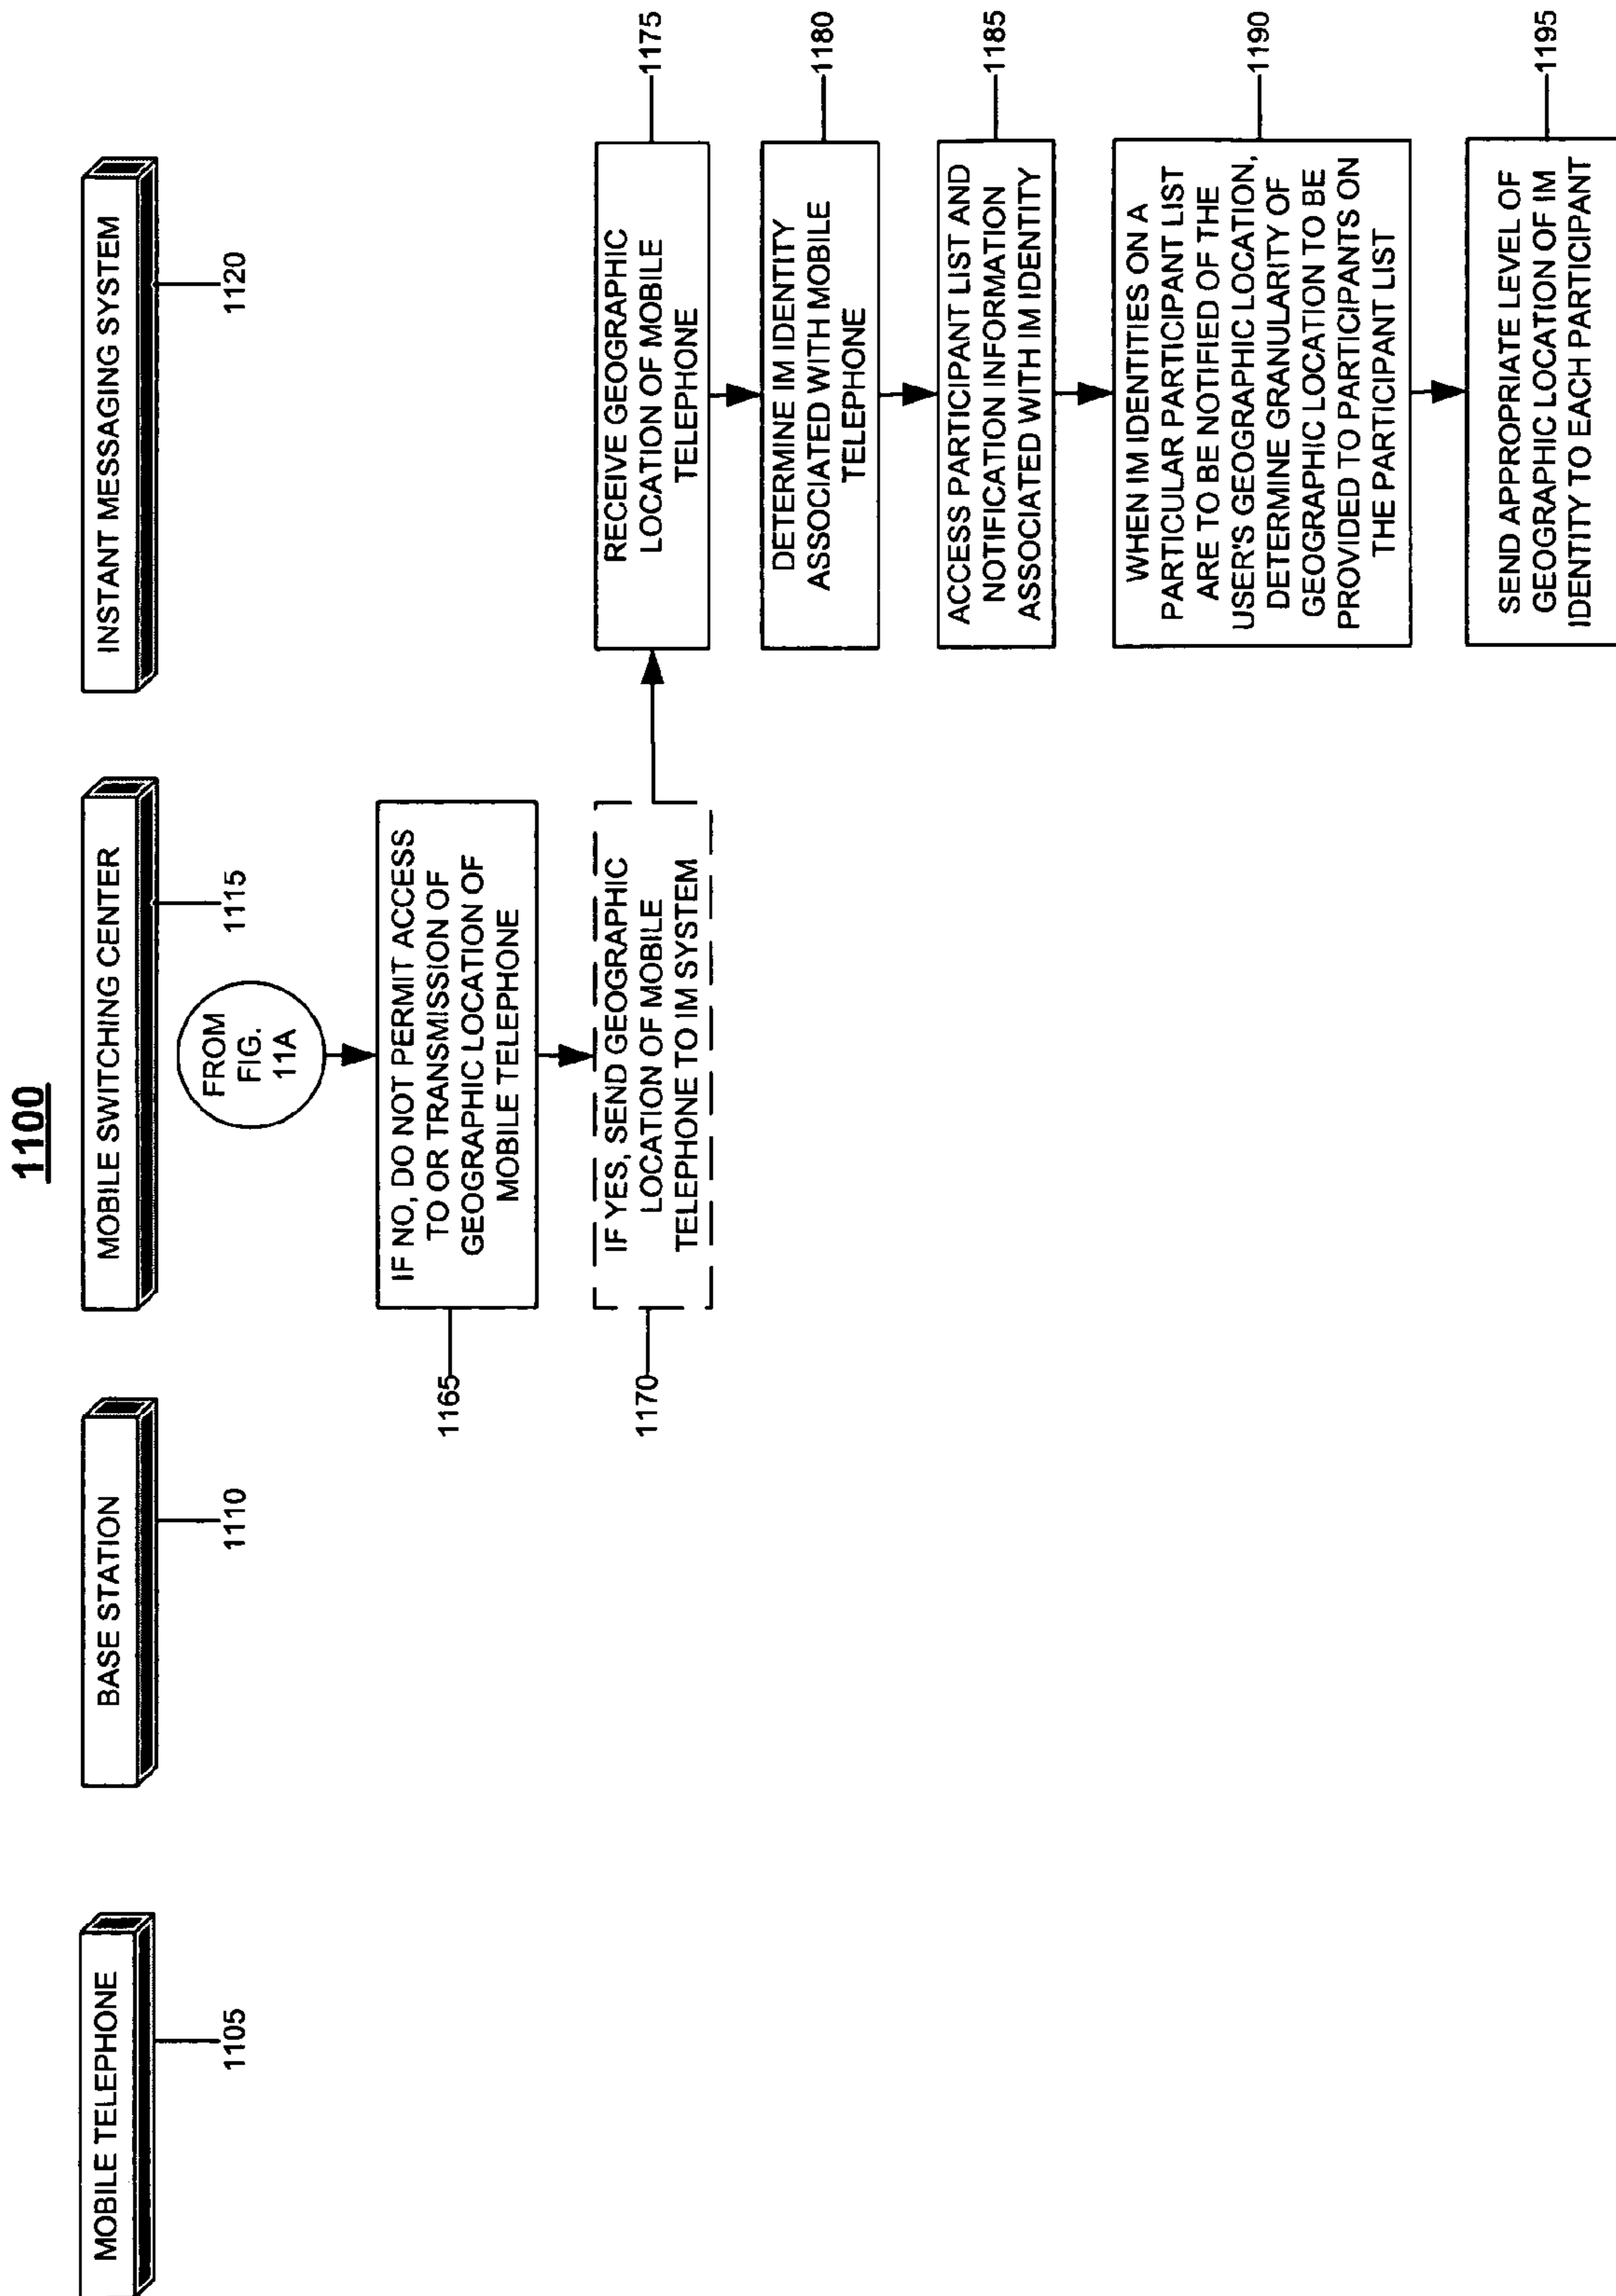 1100
MOBILE TELEPHONE
1105
BASE STATION
1110
MOBILE SWITCHING CENTER
1115
INSTANT MESSAGING SYSTEM
1120
FROM
FIG.
11A
IF NO, DO NOT PERMIT ACCESS
TO OR TRANSMISSION OF
GEOGRAPHIC LOCATION OF
MOBILE TELEPHONE
1165
IF YES, SEND GEOGRAPHIC
LOCATION OF MOBILE
TELEPHONE TO IM SYSTEM
1170
RECEIVE GEOGRAPHIC
LOCATION OF MOBILE
TELEPHONE
1175
DETERMINE IM IDENTITY
ASSOCIATED WITH MOBILE
TELEPHONE
1180
ACCESS PARTICIPANT LIST AND
NOTIFICATION INFORMATION
ASSOCIATED WITH IM IDENTITY
1185
WHEN IM IDENTITIES ON A
PARTICULAR PARTICIPANT LIST
ARE TO BE NOTIFIED OF THE
USER'S GEOGRAPHIC LOCATION,
DETERMINE GRANULARITY OF
GEOGRAPHIC LOCATION TO BE
PROVIDED TO PARTICIPANTS ON
THE PARTICIPANT LIST
1190
SEND APPROPRIATE LEVEL OF
GEOGRAPHIC LOCATION OF IM
IDENTITY TO EACH PARTICIPANT
1195